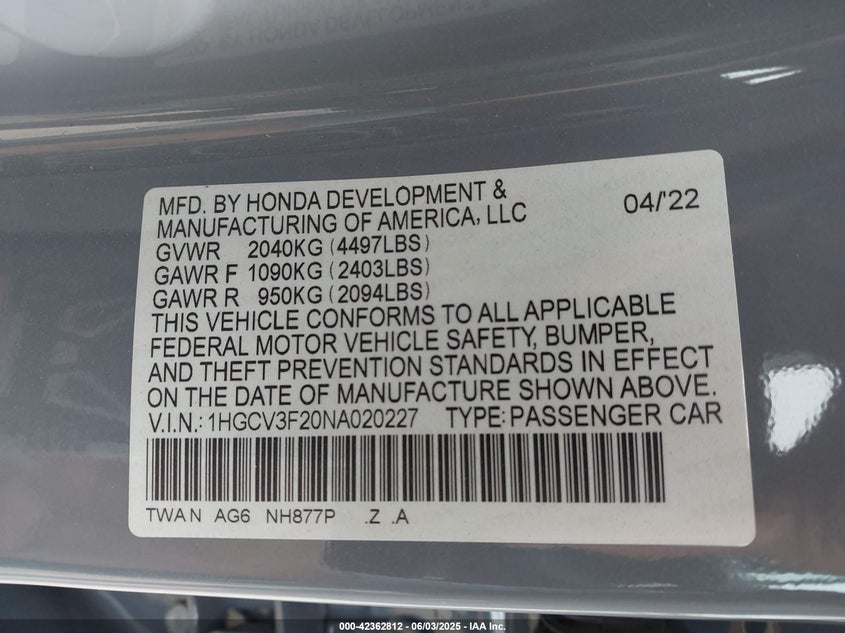 MFD. BY HONDA DEVELOPMENT &
MANUFACTURING OF AMERICA, LLC 04/'22
GVWR 2040KG (4497LBS)
GAWR F 1090KG (2403LBS)
GAWR R 950KG (2094LBS)
THIS VEHICLE CONFORMS TO ALL APPLICABLE
FEDERAL MOTOR VEHICLE SAFETY, BUMPER,
AND THEFT PREVENTION STANDARDS IN EFFECT
ON THE DATE OF MANUFACTURE SHOWN ABOVE.
V.I.N.: 1HGCV3F20NA020227 TYPE: PASSENGER CAR
TWAN AG6 NH877P .Z .A
000-42362812 - 06/03/2025 - IAA Inc.